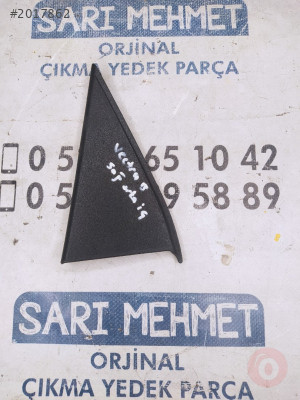 #2017862
SARI MEHMET
ORJİNAL
ÇIKMA YEDEK PARÇA
0 5 65 10 42
vectra B
0 5 9 58 89
SARI MEHMET
ORJİNAL
ÇIKMA YEDEK PARÇA